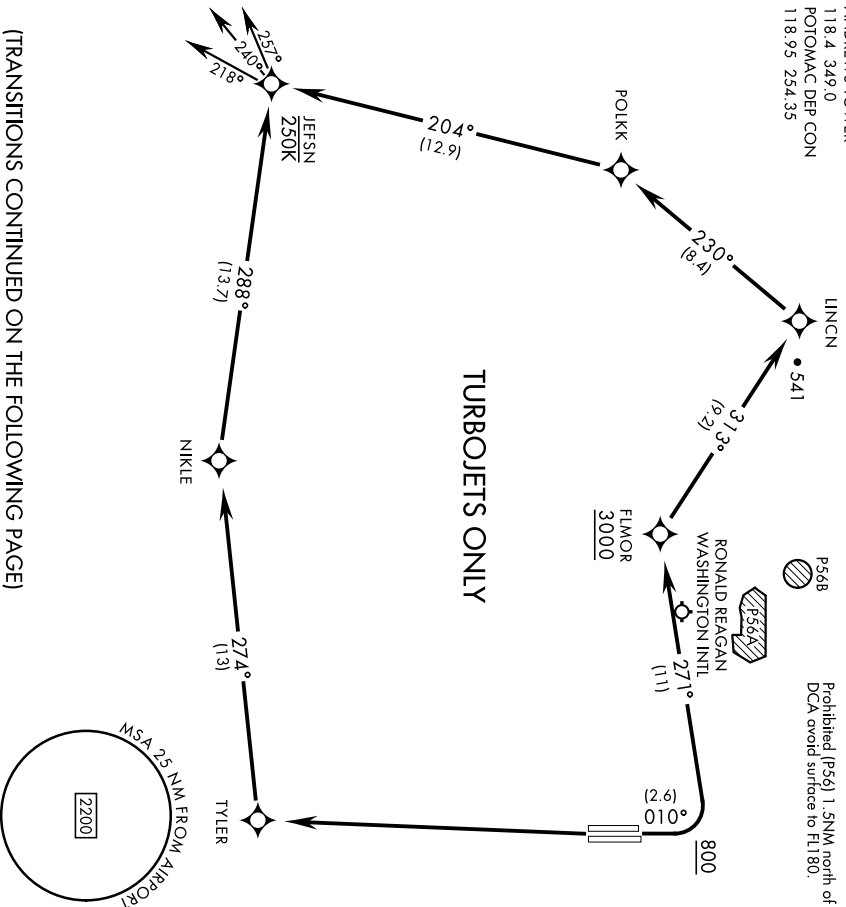 118.4 349.0
POTOMAC DEP CON
118.95 254.35
Prohibited (P56) 1.5NM north of
DCA avoid surface to FL180.
LINCN
541
P56B
P56A
POLKK
230°
(8.4)
313°
(9.2)
RONALD REAGAN
WASHINGTON INTL
FLMOR
3000
271°
(11)
800
010°
(2.6)
204°
(12.9)
TURBOJETS ONLY
257°
240°
218°
JEFSN
250K
288°
(13.7)
NIKLE
274°
(13)
TYLER
MSA 25 NM FROM AIRPORT
2200
(TRANSITIONS CONTINUED ON THE FOLLOWING PAGE)